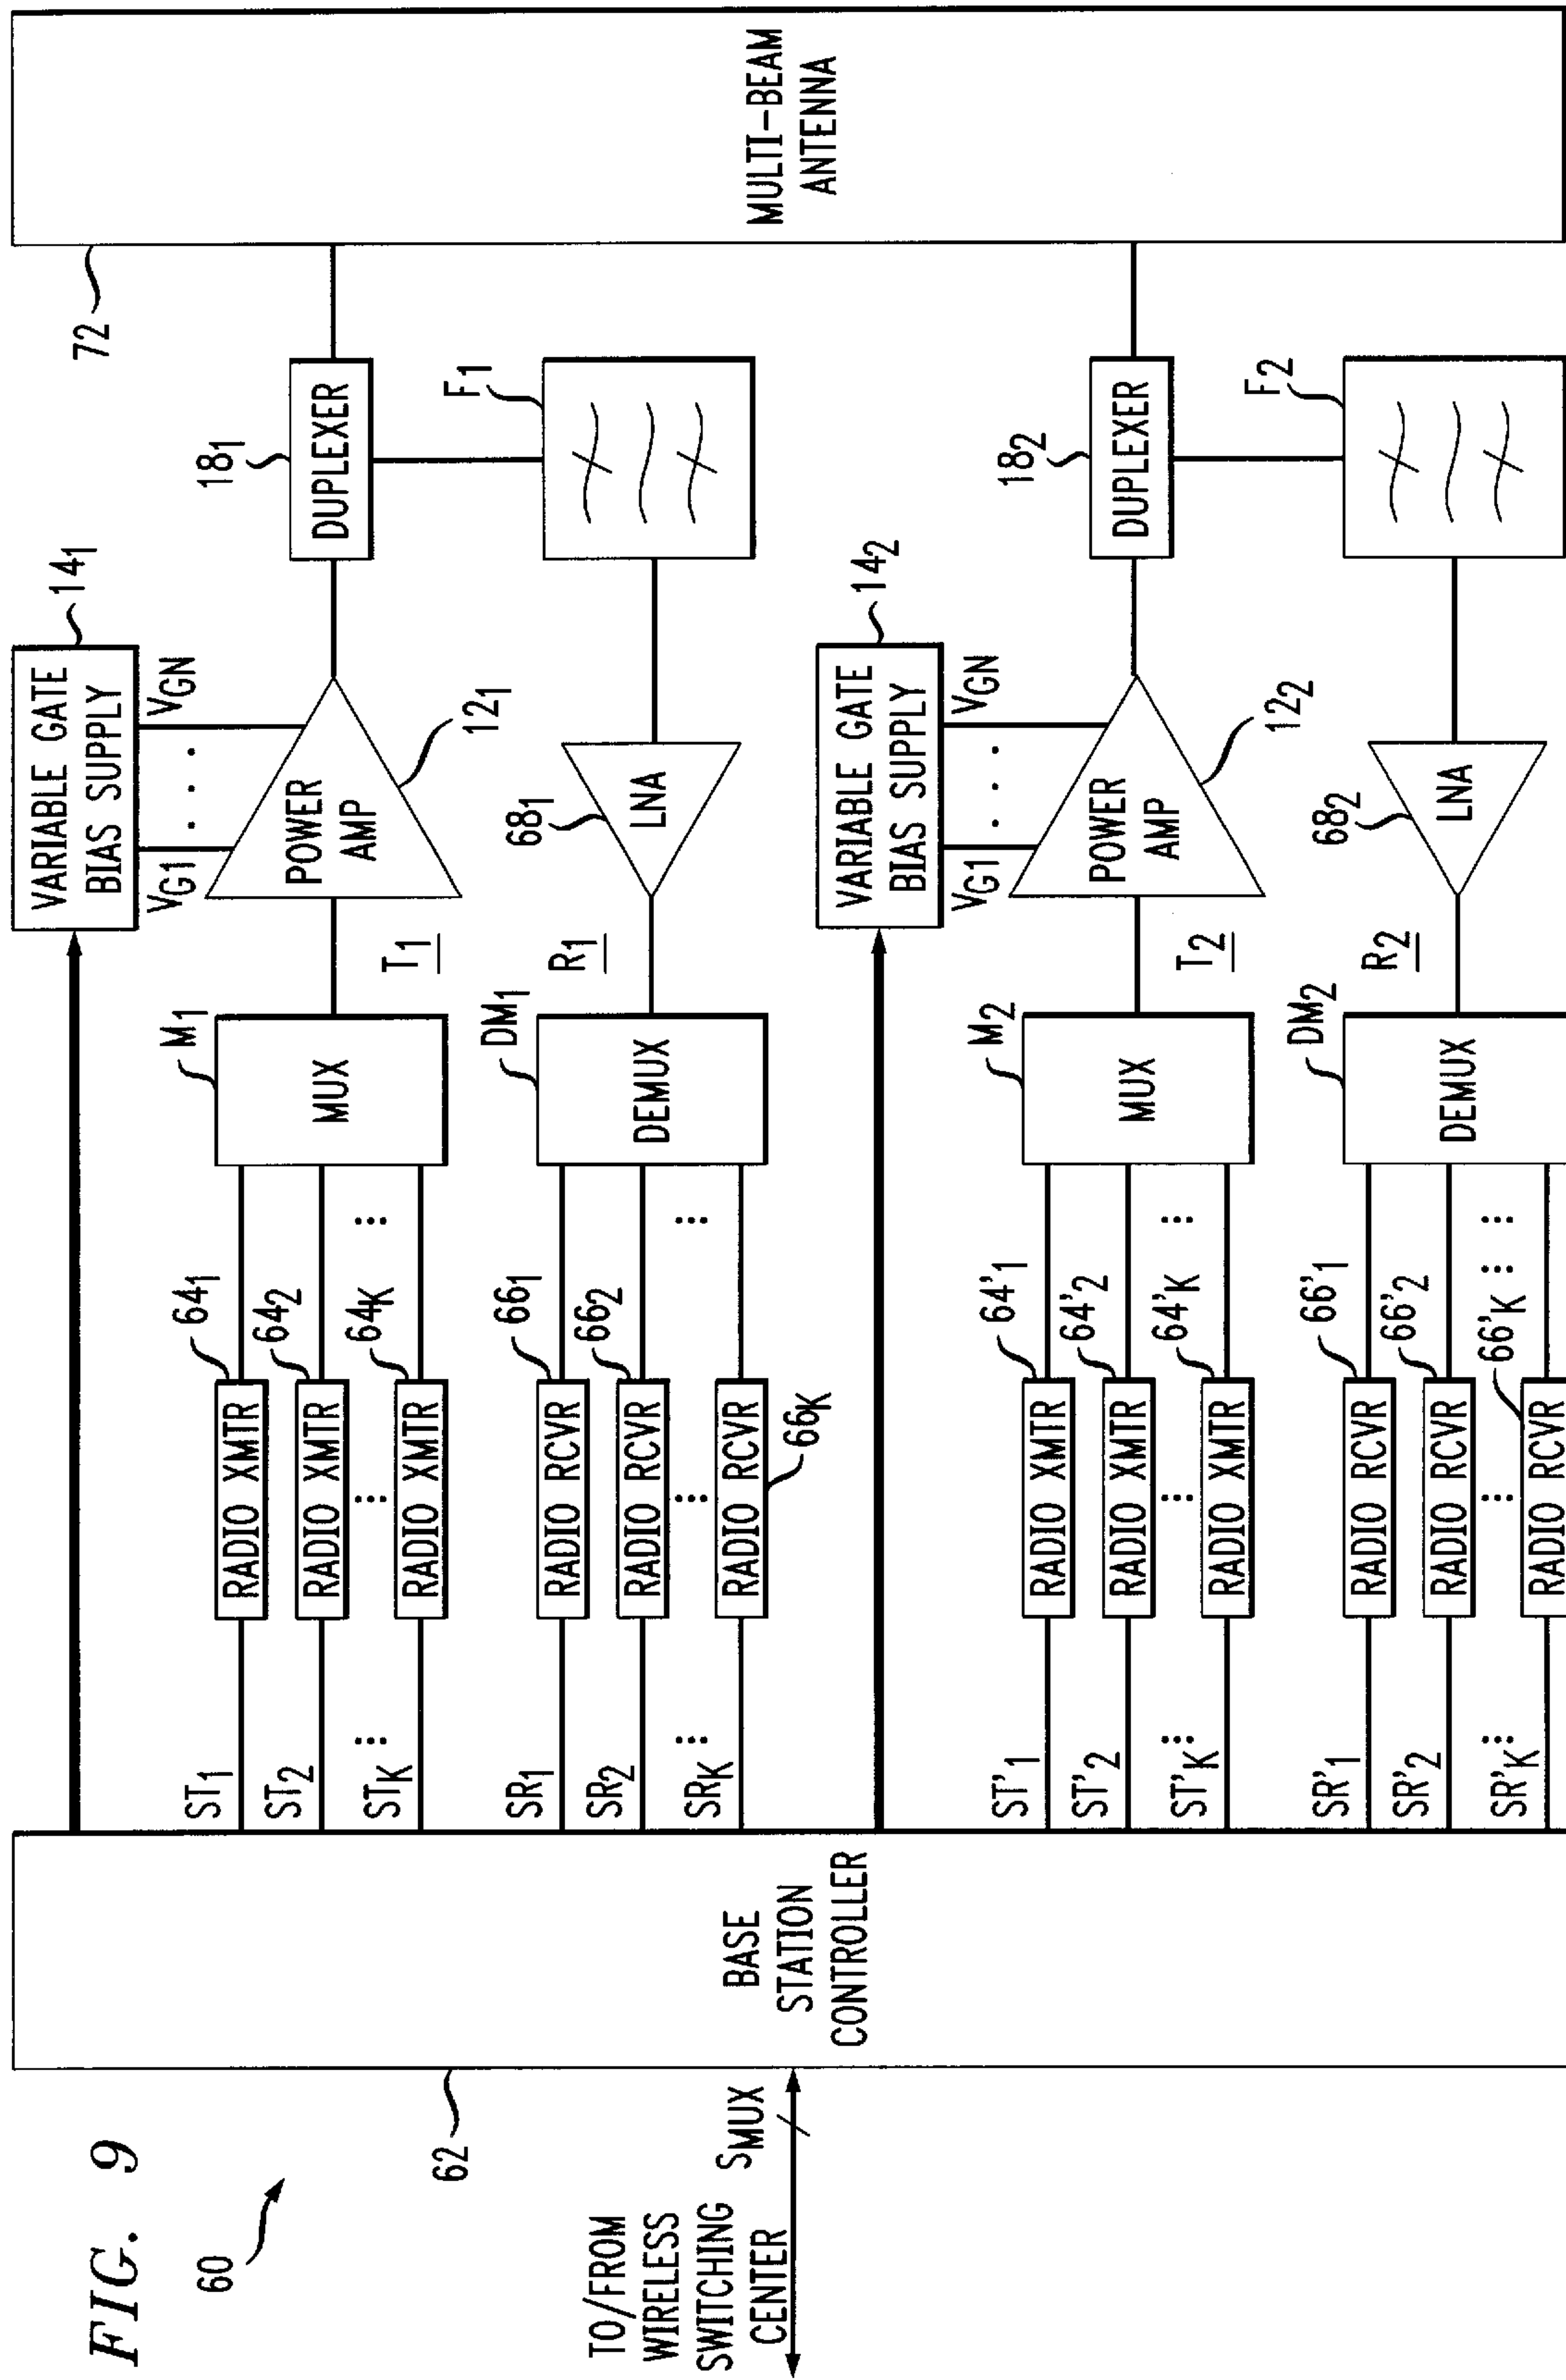 FIG. 9
60
TO/FROM
WIRELESS
SWITCHING
CENTER
SMUX
62
BASE
STATION
CONTROLLER
VARIABLE GATE
BIAS SUPPLY
14₁
VG1
. . .
VGN
ST₁
RADIO XMTR
64₁
ST₂
RADIO XMTR
64₂
STK
RADIO XMTR
64K
M₁
MUX
T₁
POWER
AMP
12₁
DUPLEXER
18₁
72
MULTI-BEAM
ANTENNA
SR₁
RADIO RCVR
66₁
SR₂
RADIO RCVR
66₂
SRK
RADIO RCVR
66K
DM₁
DEMUX
R₁
68₁
LNA
F₁
VARIABLE GATE
BIAS SUPPLY
14₂
VG1
. . .
VGN
ST'₁
RADIO XMTR
64'₁
ST'₂
RADIO XMTR
64'₂
ST'K
RADIO XMTR
64'K
M₂
MUX
T₂
POWER
AMP
12₂
DUPLEXER
18₂
SR'₁
RADIO RCVR
66'₁
SR'₂
RADIO RCVR
66'₂
SR'K
RADIO RCVR
66'K
DM₂
DEMUX
R₂
68₂
LNA
F₂